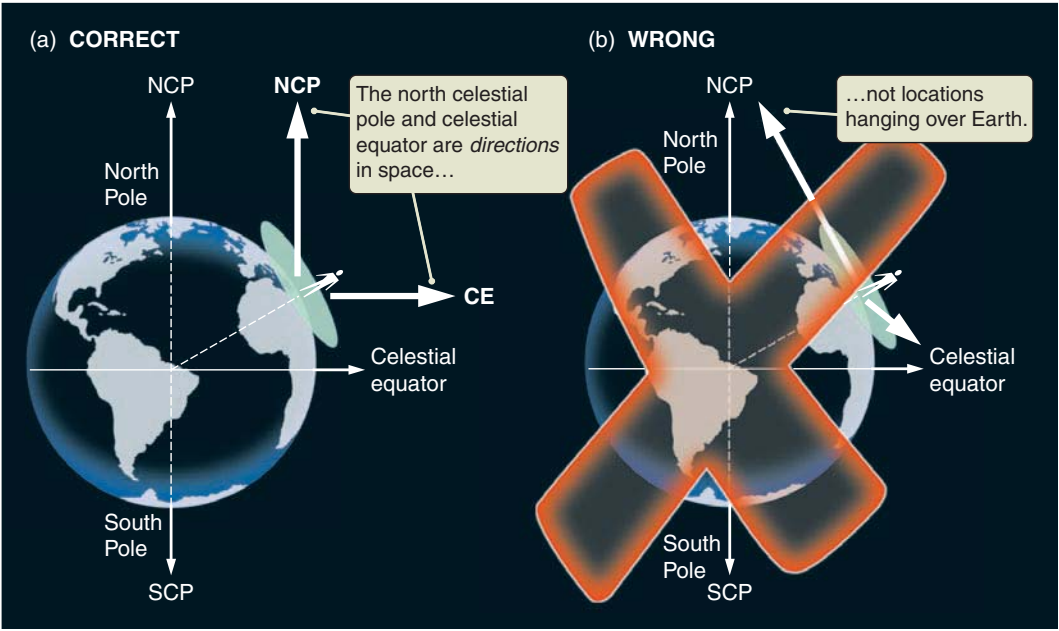 (a) CORRECT
NCP
NCP
The north celestial
pole and celestial
equator are directions
in space…
North
Pole
CE
Celestial
equator
South
Pole
SCP
(b) WRONG
NCP
…not locations
hanging over Earth.
North
Pole
Celestial
equator
South
Pole
SCP